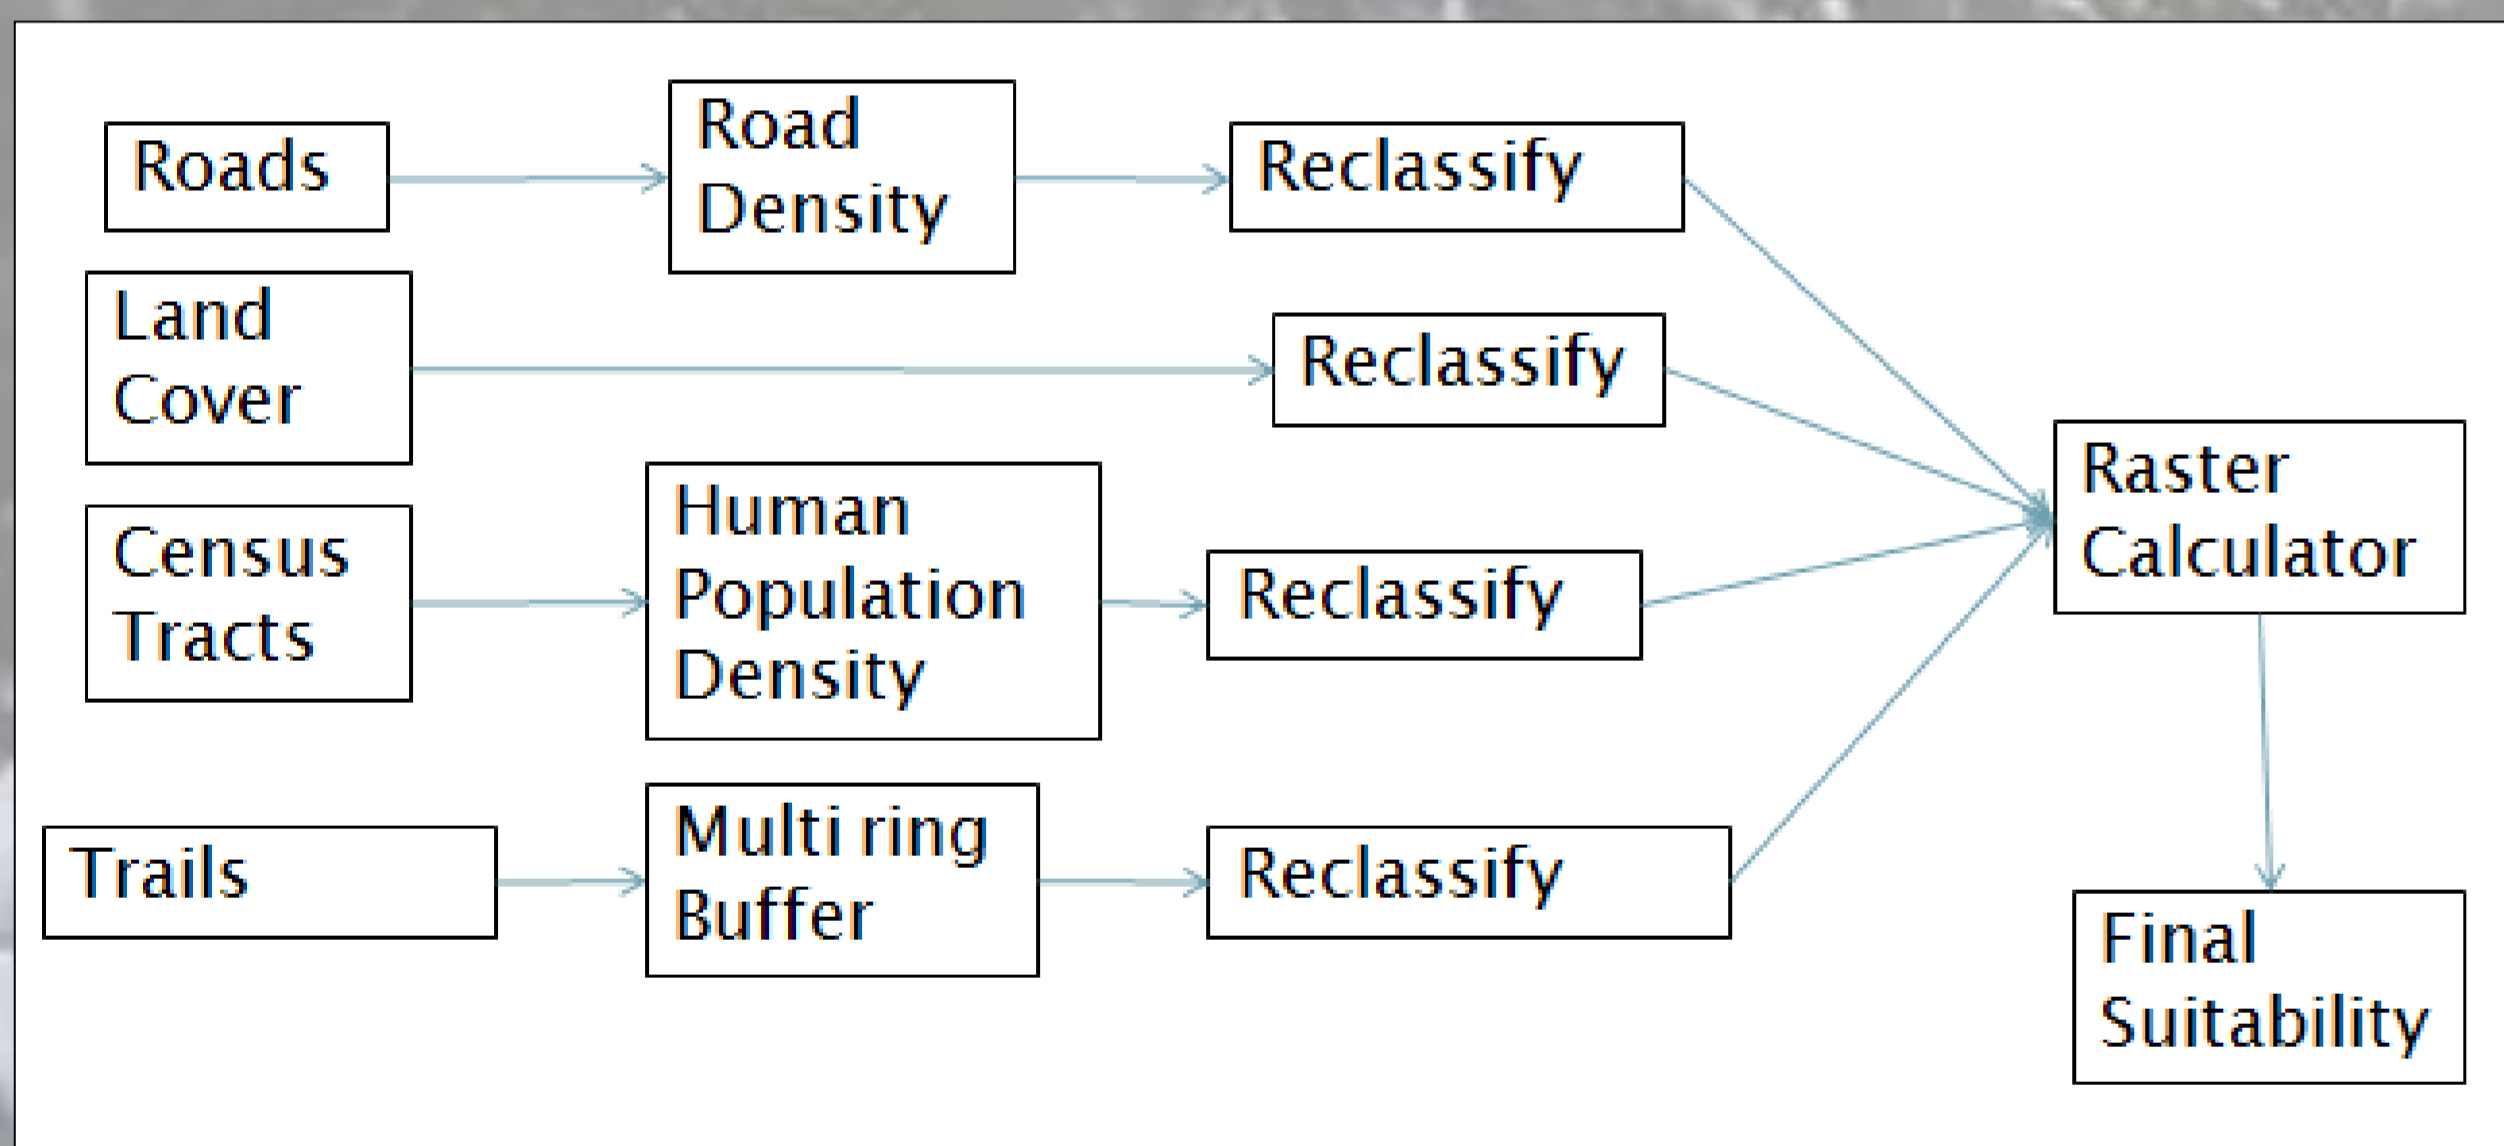 Roads
Road
Density
Reclassify
Land
Cover
Reclassify
Census
Tracts
Human
Population
Density
Reclassify
Raster
Calculator
Trails
Multi ring
Buffer
Reclassify
Final
Suitability